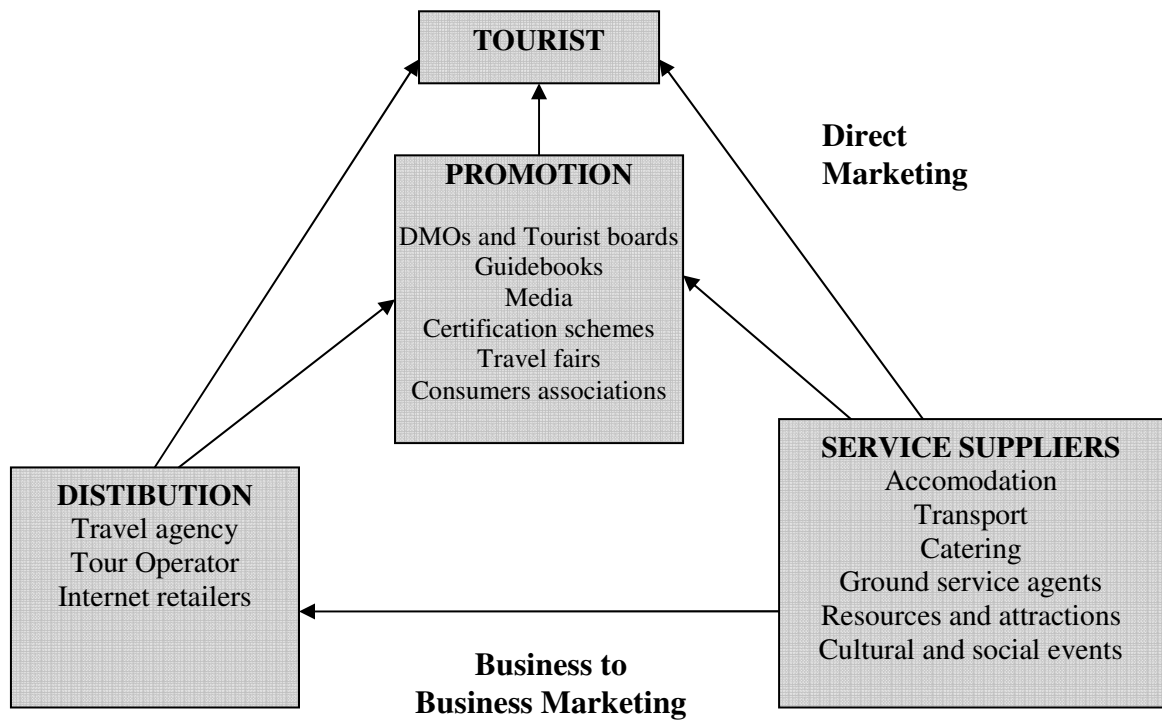 TOURIST
Direct
Marketing
PROMOTION
DMOs and Tourist boards
Guidebooks
Media
Certification schemes
Travel fairs
Consumers associations
DISTIBUTION
Travel agency
Tour Operator
Internet retailers
SERVICE SUPPLIERS
Accomodation
Transport
Catering
Ground service agents
Resources and attractions
Cultural and social events
Business to
Business Marketing